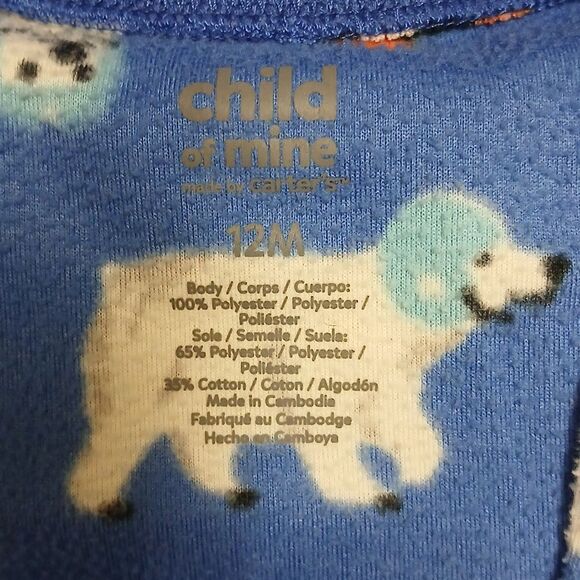 child
of mine
made by carter's™
12M
Body / Corps / Cuerpo:
100% Polyester / Polyester /
Poliéster
Sole / Semelle / Suela:
65% Polyester / Polyester /
Poliéster
35% Cotton / Coton / Algodón
Made in Cambodia
Fabriqué au Cambodge
Hecho en Camboya